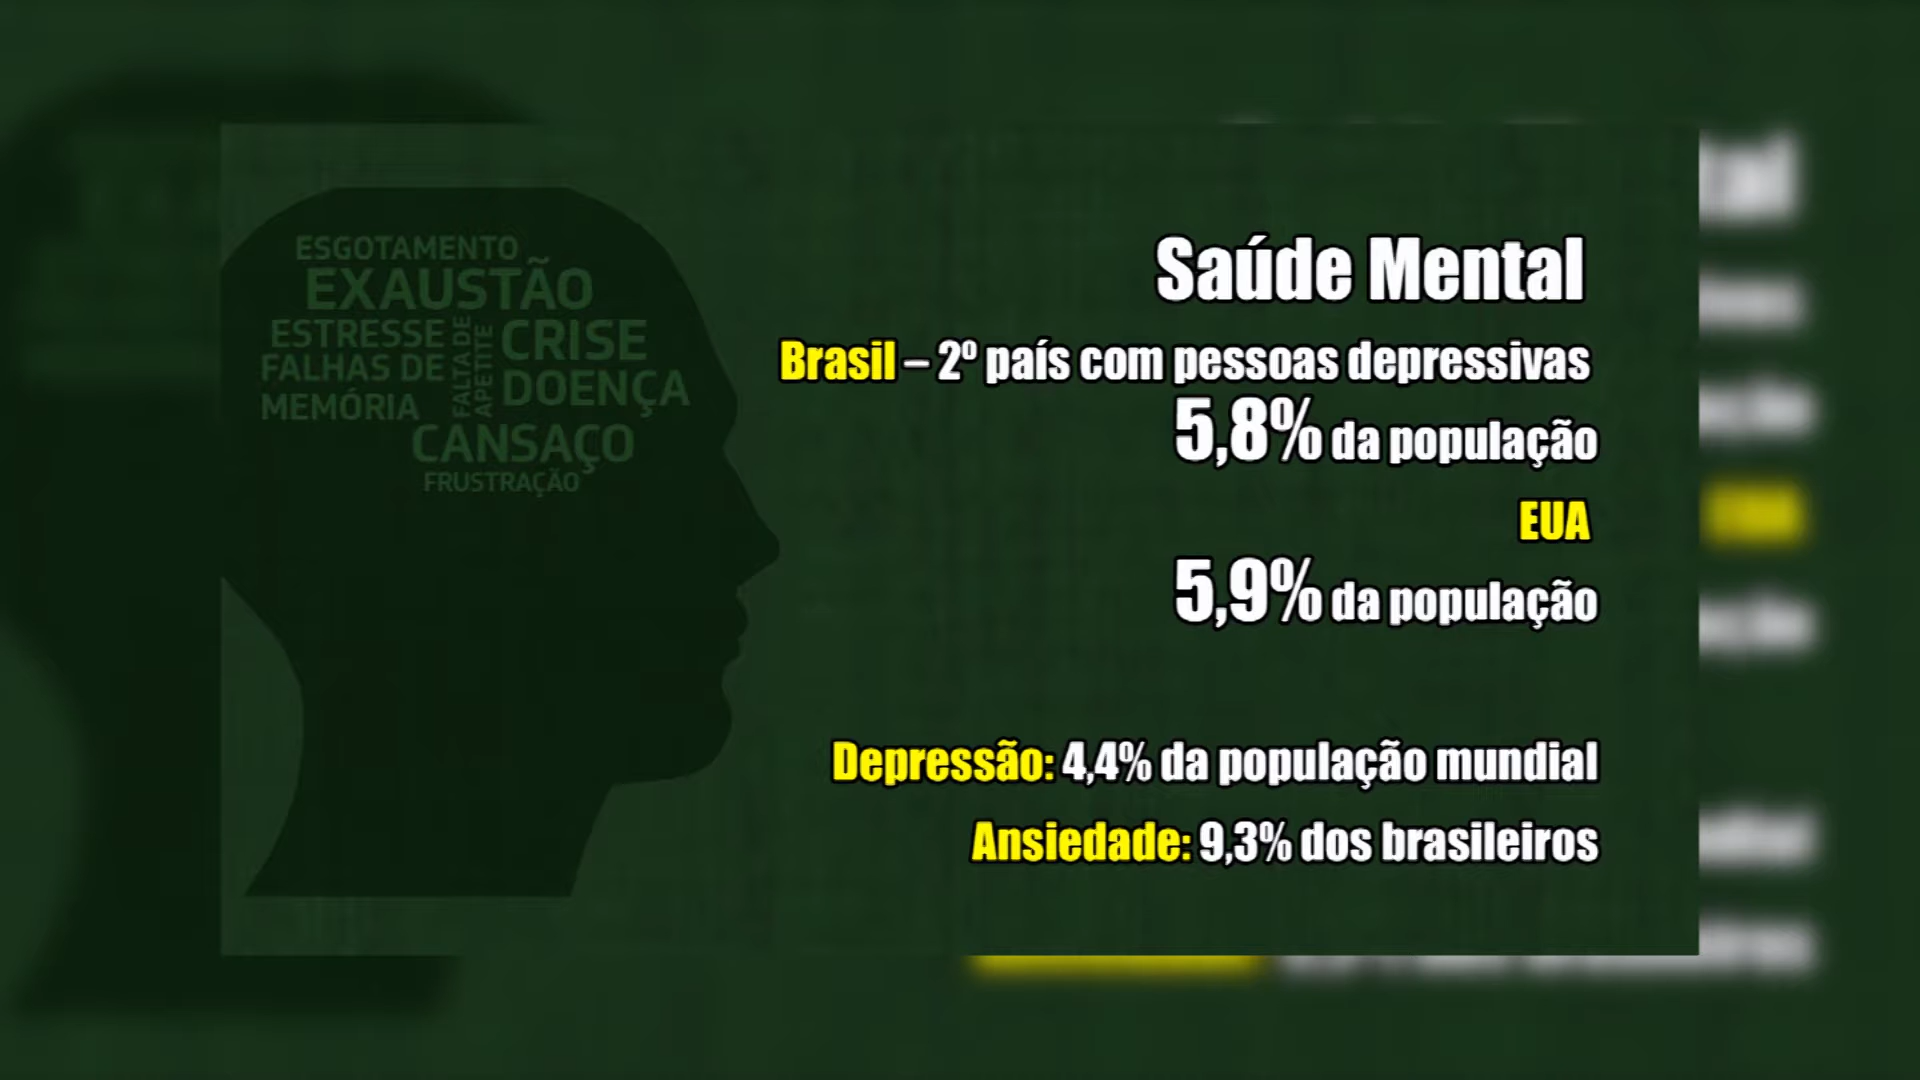 ESGOTAMENTO
EXAUSTÃO
ESTRESSE
FALHAS DE
MEMÓRIA
FALTA DE
APETITE
CRISE
DOENÇA
CANSAÇO
FRUSTRAÇÃO
Saúde Mental
Brasil – 2º país com pessoas depressivas
5,8% da população
EUA
5,9% da população
Depressão: 4,4% da população mundial
Ansiedade: 9,3% dos brasileiros